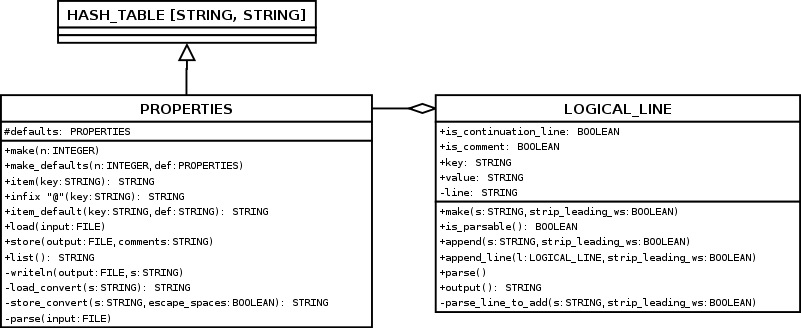 HASH_TABLE [STRING, STRING]
PROPERTIES
#defaults: PROPERTIES
+make(n:INTEGER)
+make_defaults(n:INTEGER,def:PROPERTIES)
+item(key:STRING): STRING
+infix "@"(key:STRING): STRING
+item_default(key:STRING,def:STRING): STRING
+load(input:FILE)
+store(output:FILE,comments:STRING)
+list(): STRING
-writeln(output:FILE,s:STRING)
-load_convert(s:STRING): STRING
-store_convert(s:STRING,escape_spaces:BOOLEAN): STRING
-parse(input:FILE)
LOGICAL_LINE
+is_continuation_line: BOOLEAN
+is_comment: BOOLEAN
+key: STRING
+value: STRING
-line: STRING
+make(s:STRING,strip_leading_ws:BOOLEAN)
+is_parsable(): BOOLEAN
+append(s:STRING,strip_leading_ws:BOOLEAN)
+append_line(l:LOGICAL_LINE,strip_leading_ws:BOOLEAN)
+parse()
+output(): STRING
-parse_line_to_add(s:STRING,strip_leading_ws:BOOLEAN)